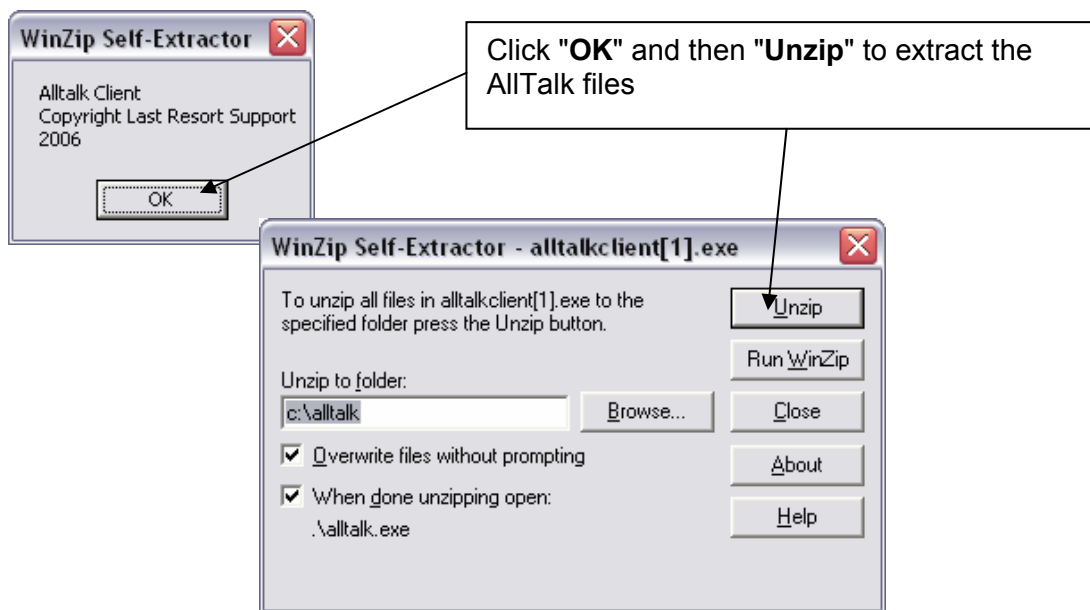 WinZip Self-Extractor
Alltalk Client
Copyright Last Resort Support
2006
OK
Click "OK" and then "Unzip" to extract the
AllTalk files
WinZip Self-Extractor - alltalkclient[1].exe
To unzip all files in alltalkclient[1].exe to the
specified folder press the Unzip button.
Unzip to folder:
c:\alltalk
Browse...
Overwrite files without prompting
When done unzipping open:
.\alltalk.exe
Unzip
Run WinZip
Close
About
Help